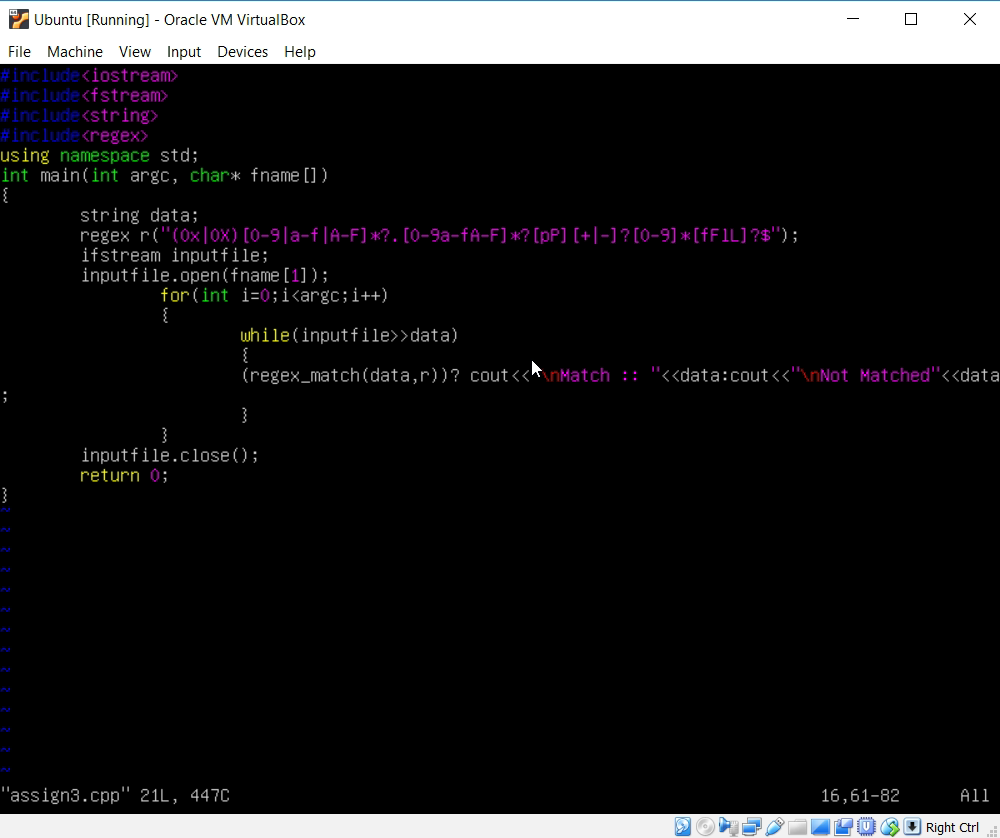 Ubuntu [Running] - Oracle VM VirtualBox
File Machine View Input Devices Help
#include<iostream>
#include<fstream>
#include<string>
#include<regex>
using namespace std;
int main(int argc, char* fname[])
{
string data;
regex r("(0x|0X)[0-9|a-f|A-F]*?.[0-9a-fA-F]*?[pP][+|-]?[0-9]*[fFlL]?$");
ifstream inputfile;
inputfile.open(fname[1]);
for(int i=0;i<argc;i++)
{
while(inputfile>>data)
{
(regex_match(data,r))? cout<<"\nMatch :: "<<data:cout<<"\nNot Matched"<<data
;
}
}
inputfile.close();
return 0;
}
~
~
~
~
~
~
~
~
~
~
~
~
~
~
"assign3.cpp" 21L, 447C 16,61-82 All
Right Ctrl